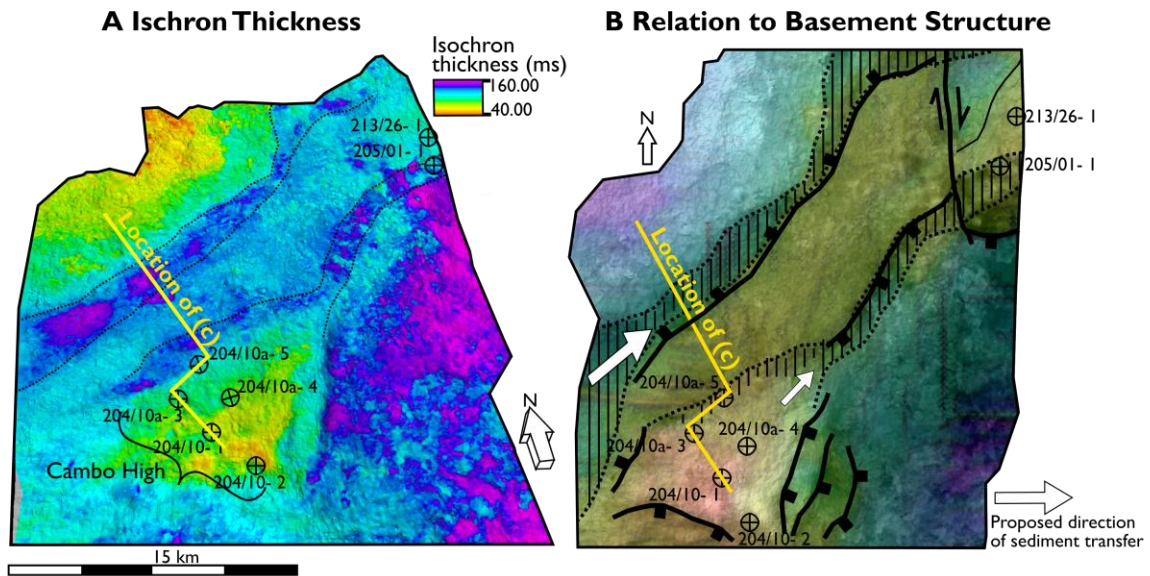 A Ischron Thickness
Isochron
thickness (ms)
160.00
40.00
213/26- 1
205/01- 1
Location of (c)
204/10a- 5
204/10a- 4
204/10a- 3
204/10- 1
204/10- 2
Cambo High
N
15 km
B Relation to Basement Structure
N
213/26- 1
205/01- 1
Location of (c)
204/10a- 5
204/10a- 4
204/10a- 3
204/10- 1
204/10- 2
Proposed direction
of sediment transfer